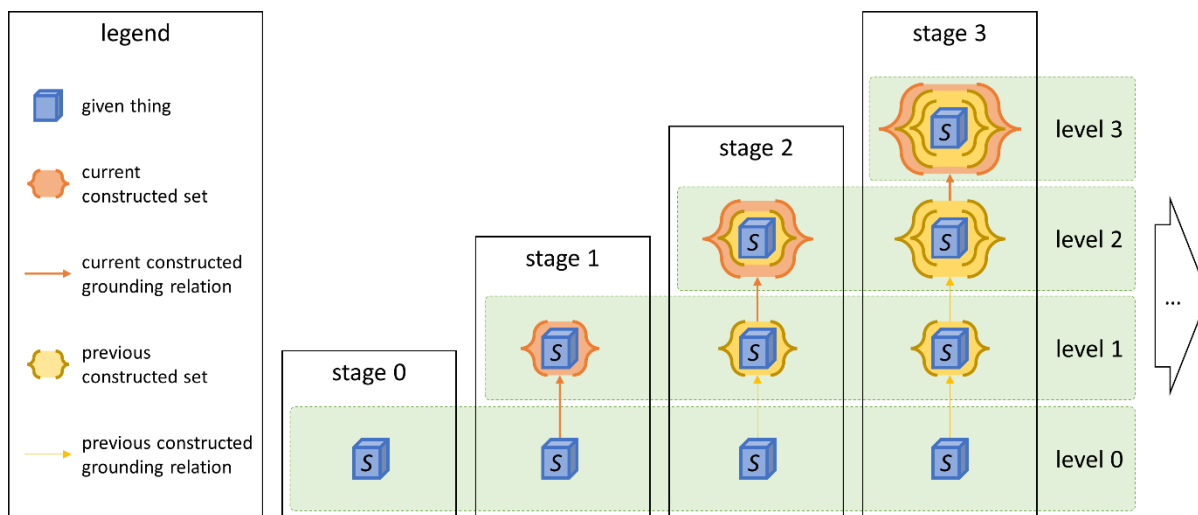 legend
given thing
current
constructed set
current constructed
grounding relation
previous
constructed set
previous constructed
grounding relation
stage 0
S
stage 1
S
S
stage 2
S
S
S
stage 3
S
S
S
S
level 3
level 2
level 1
level 0
...